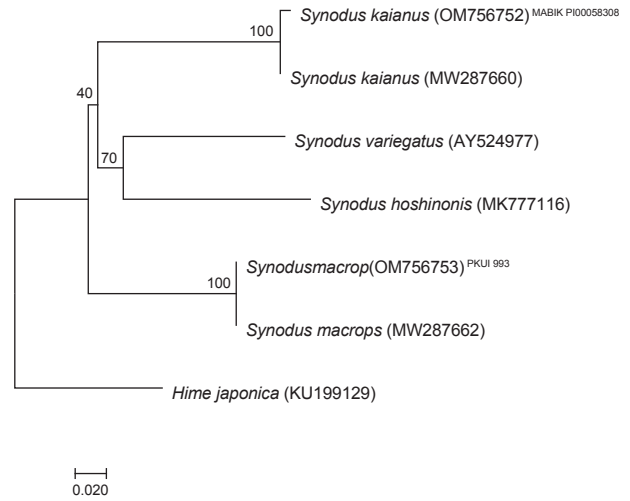 100 Synodus kaianus (OM756752) MABIK PI00058308
Synodus kaianus (MW287660)
40
Synodus variegatus (AY524977)
70
Synodus hoshinonis (MK777116)
Synodusmacrop(OM756753) PKUI 993
100
Synodus macrops (MW287662)
Hime japonica (KU199129)
0.020